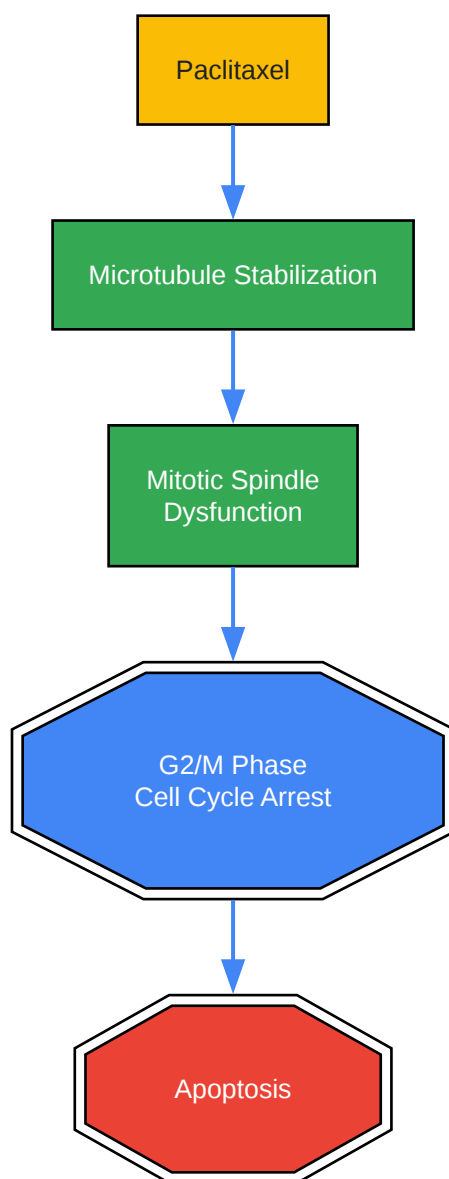 Paclitaxel
Microtubule Stabilization
Mitotic Spindle
Dysfunction
G2/M Phase
Cell Cycle Arrest
Apoptosis